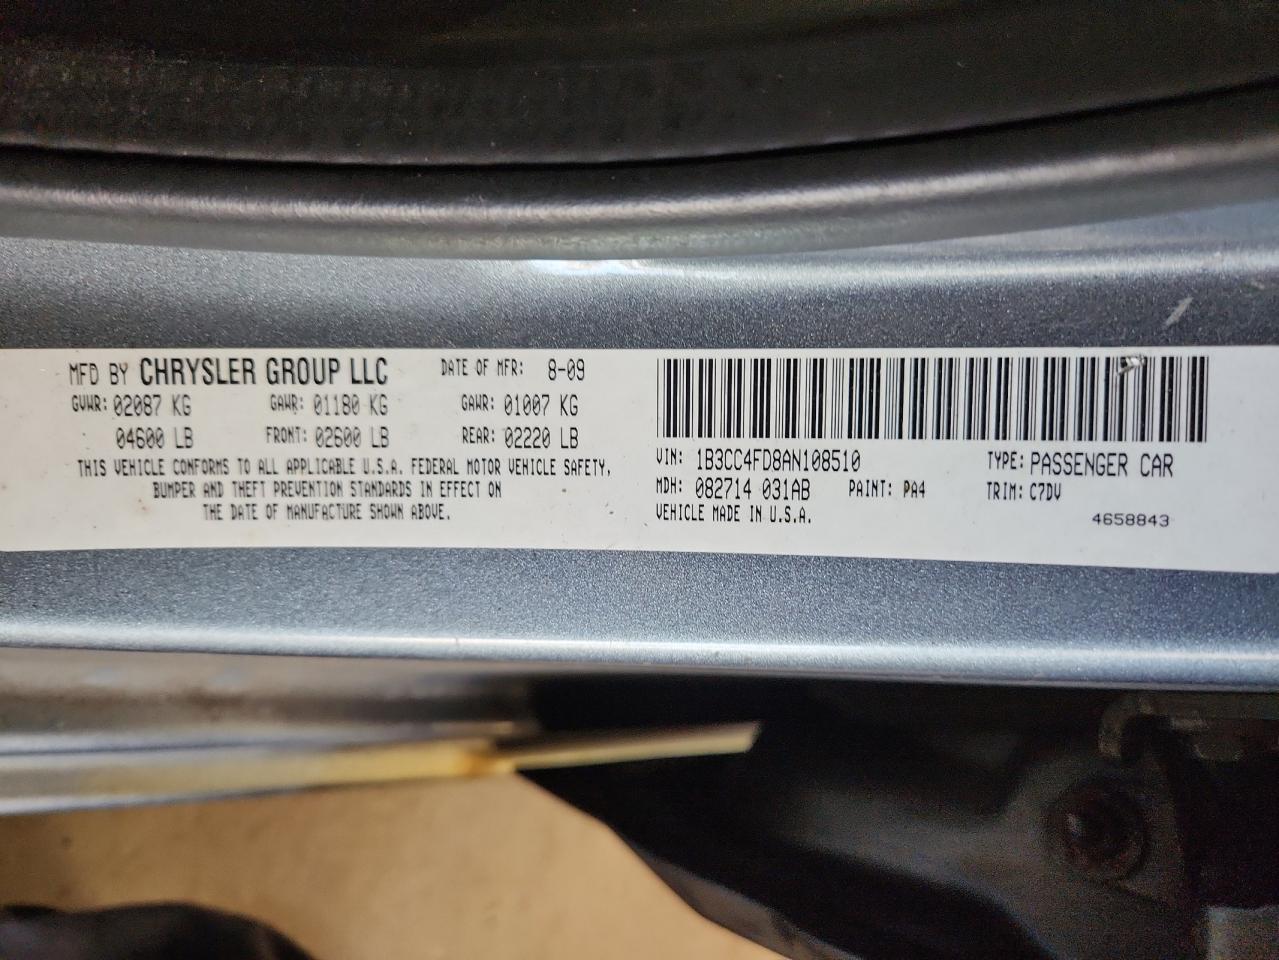 MFD BY CHRYSLER GROUP LLC DATE OF MFR: 8-09
GVWR: 02087 KG GAWR: 01180 KG GAWR: 01007 KG
04600 LB FRONT: 02600 LB REAR: 02220 LB
THIS VEHICLE CONFORMS TO ALL APPLICABLE U.S.A. FEDERAL MOTOR VEHICLE SAFETY,
BUMPER AND THEFT PREVENTION STANDARDS IN EFFECT ON
THE DATE OF MANUFACTURE SHOWN ABOVE.
VIN: 1B3CC4FD8AN108510 TYPE: PASSENGER CAR
MDH: 082714 031AB PAINT: PA4 TRIM: C7DV
VEHICLE MADE IN U.S.A. 4658843